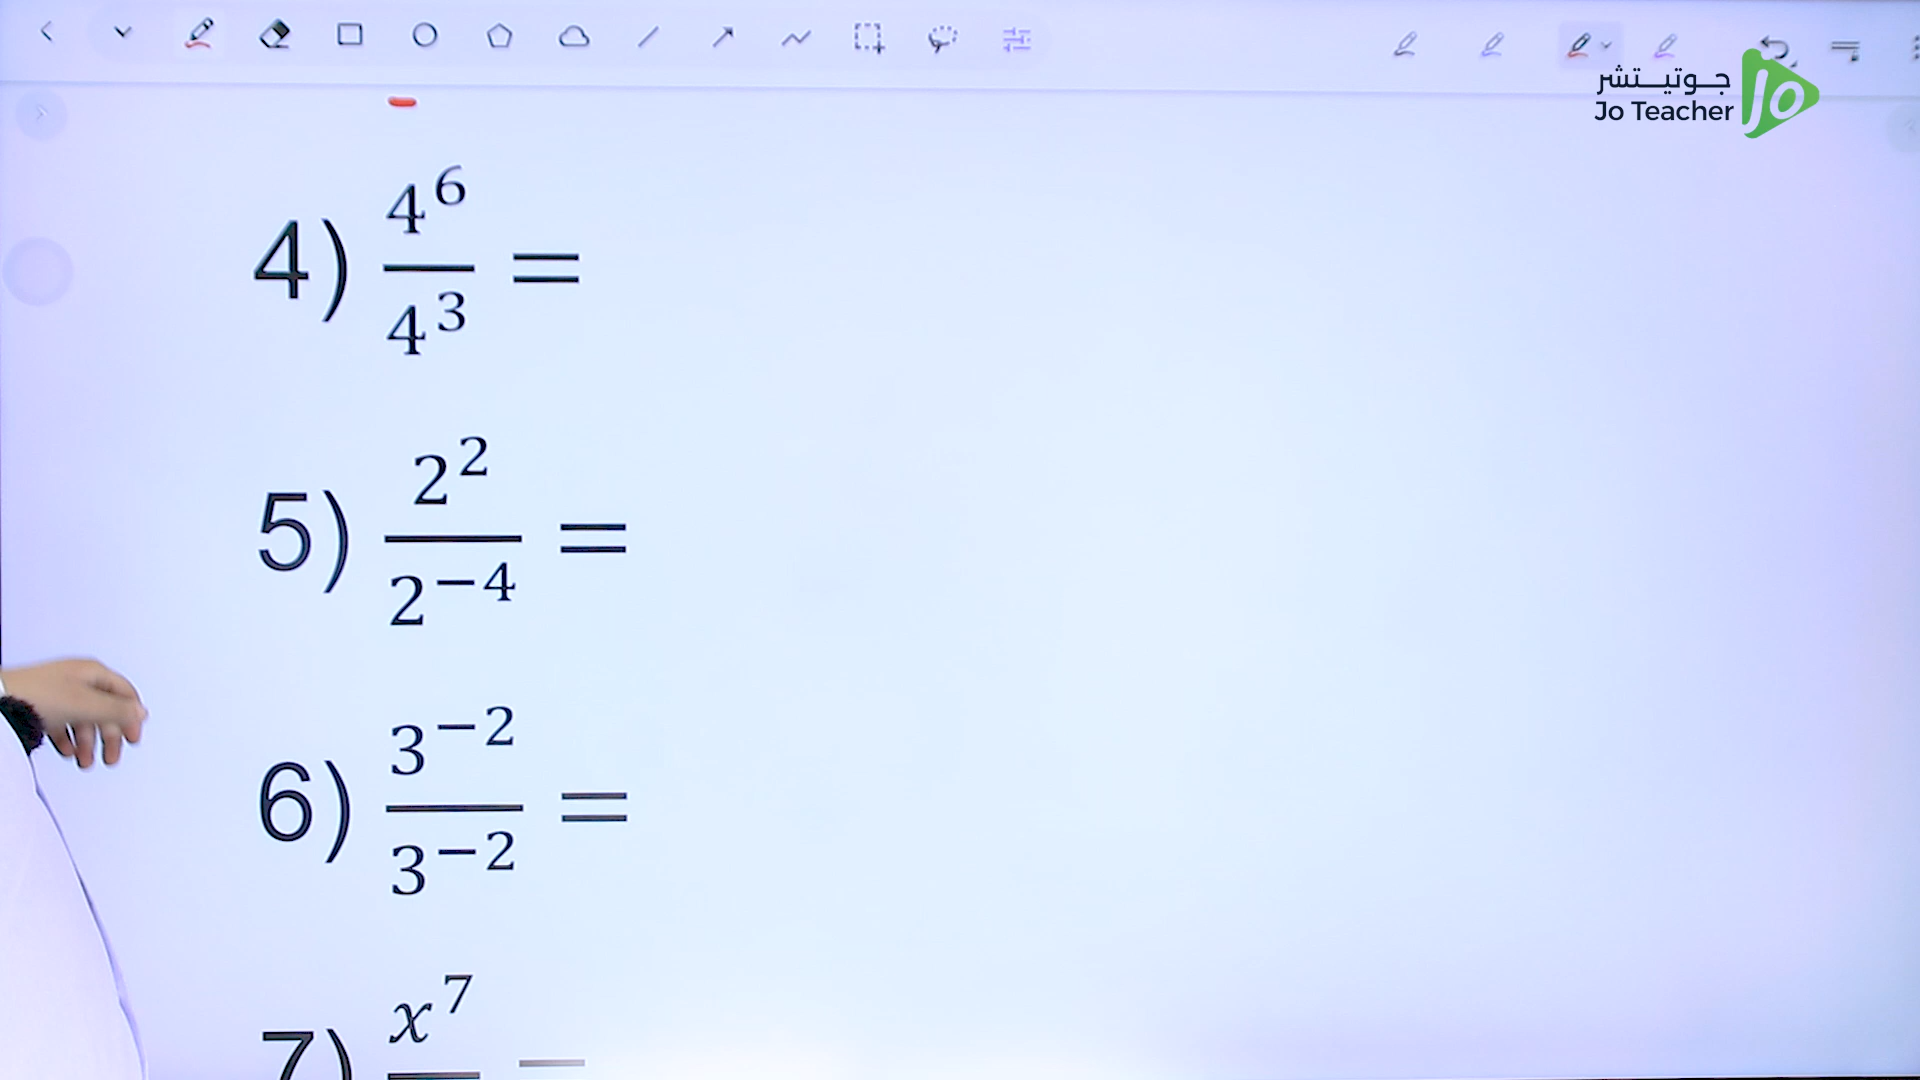 جوتيتشر
Jo Teacher
4) 4^6 / 4^3 =
5) 2^2 / 2^-4 =
6) 3^-2 / 3^-2 =
7) x^7